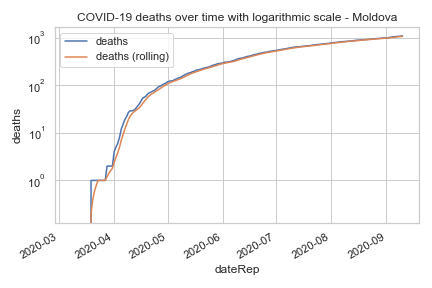 COVID-19 deaths over time with logarithmic scale - Moldova
deaths
deaths (rolling)
10³
10²
10¹
10⁰
deaths
2020-03
2020-04
2020-05
2020-06
2020-07
2020-08
2020-09
dateRep